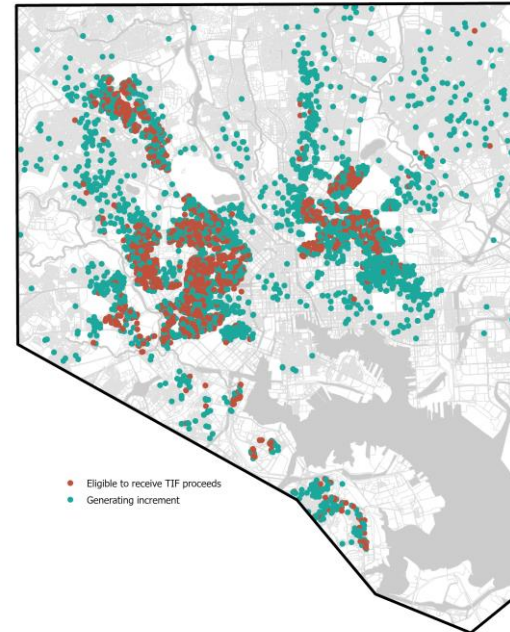 Eligible to receive TIF proceeds
Generating increment